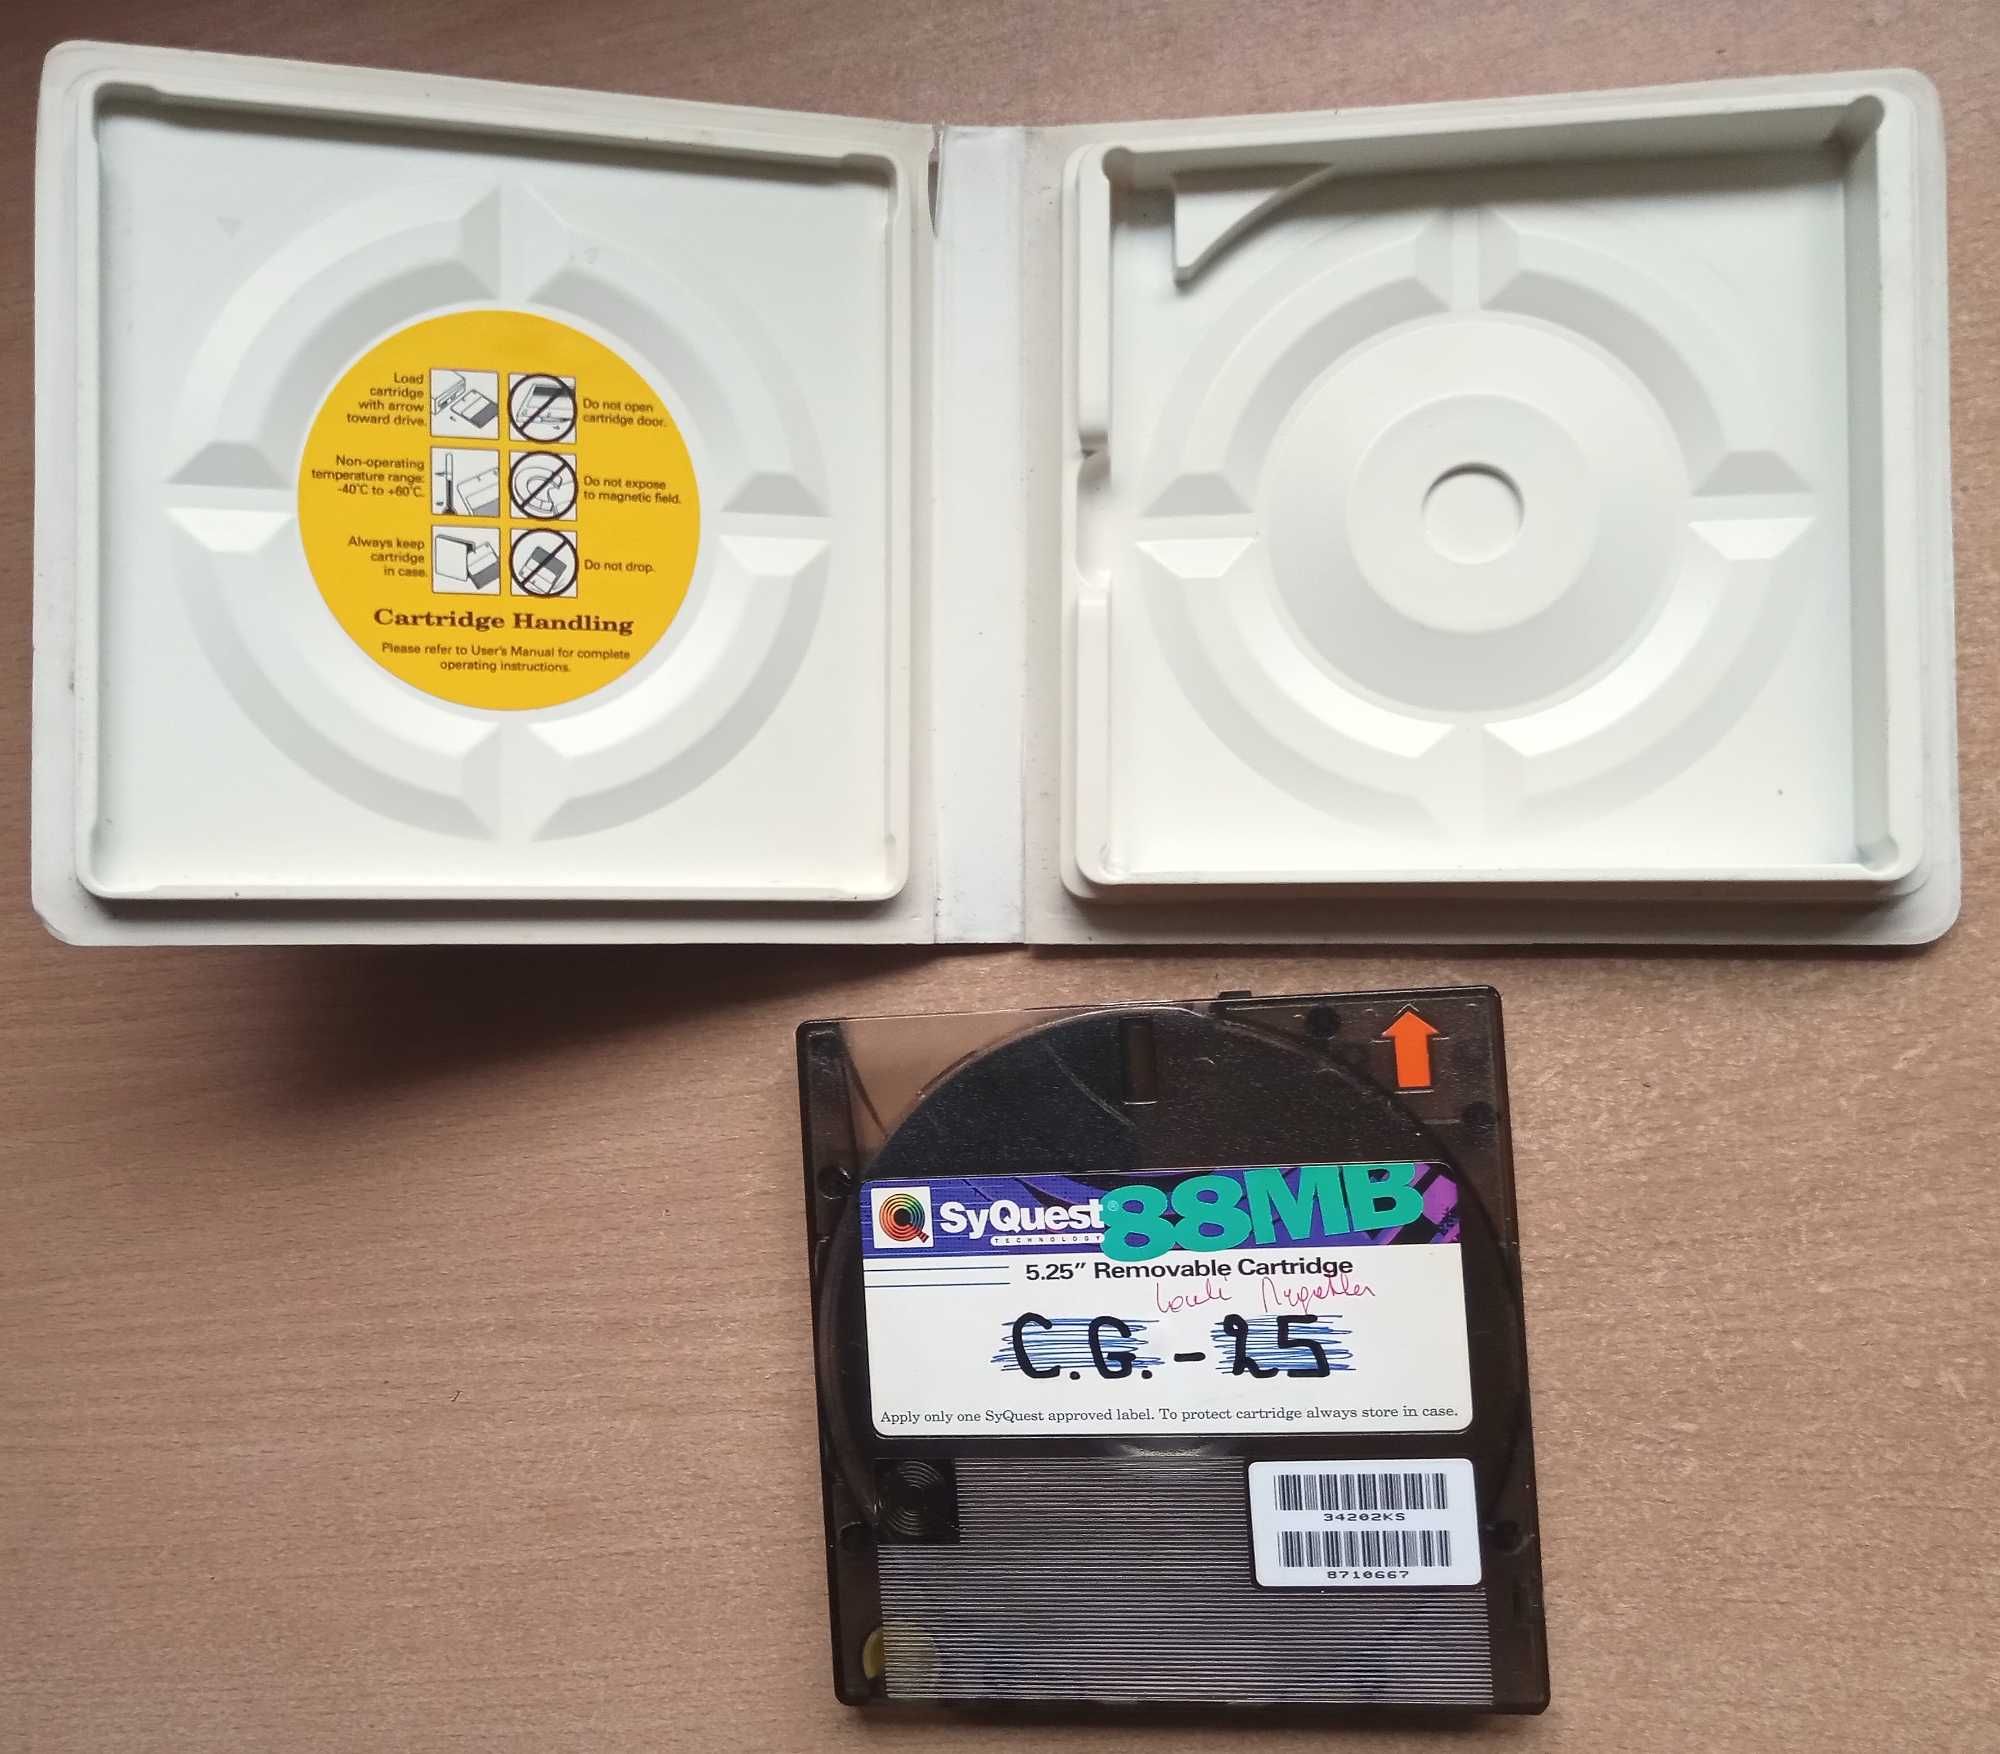 Load
cartridge
with arrow
toward drive.
Do not open
cartridge door.
Non-operating
temperature range:
-40°C to +60°C.
Do not expose
to magnetic field.
Always keep
cartridge
in case.
Do not drop.
Cartridge Handling
Please refer to User's Manual for complete
operating instructions.
SyQuest® 88MB
TECHNOLOGY
5.25" Removable Cartridge
C.G. - 25
Apply only one SyQuest approved label. To protect cartridge always store in case.
34202KS
8710667